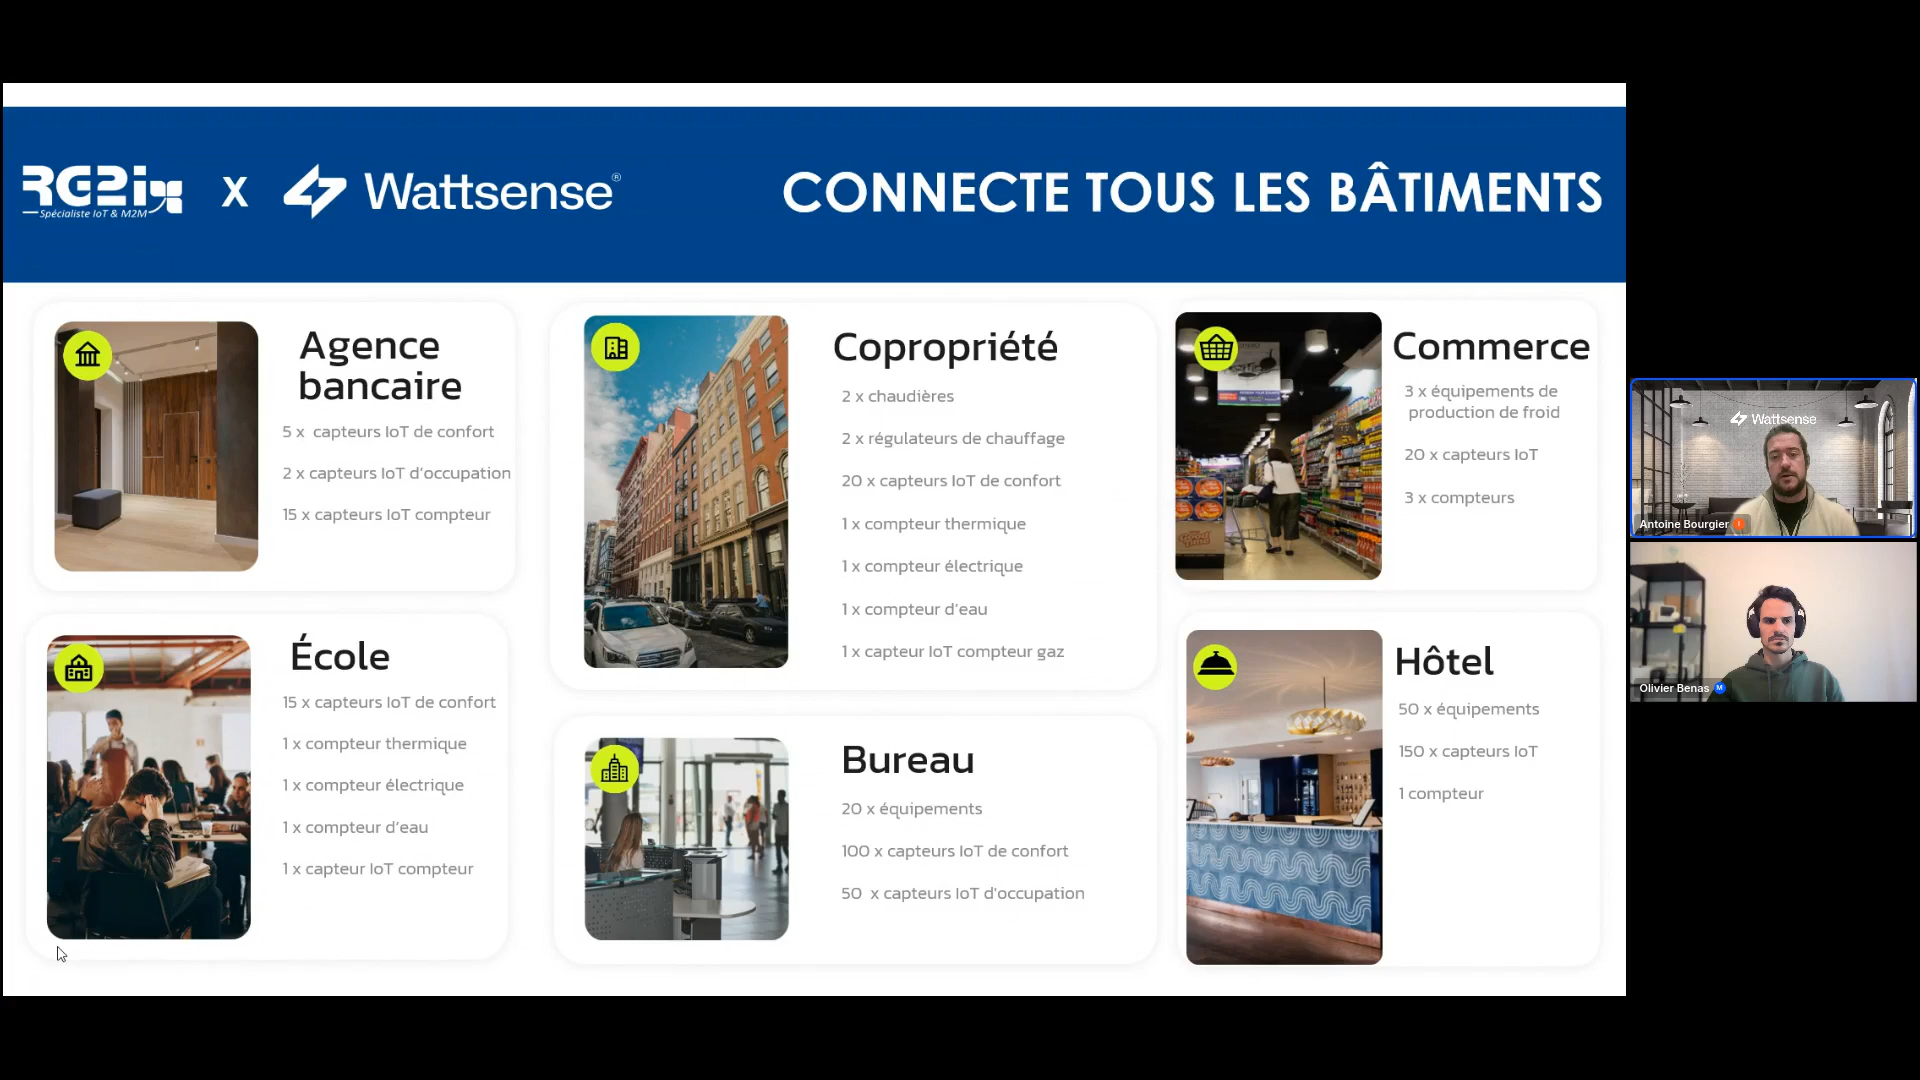 RG2i
Spécialiste IoT & M2M
X
Wattsense®
CONNECTE TOUS LES BÂTIMENTS
Agence
bancaire
5 x capteurs IoT de confort
2 x capteurs IoT d'occupation
15 x capteurs IoT compteur
École
15 x capteurs IoT de confort
1 x compteur thermique
1 x compteur électrique
1 x compteur d'eau
1 x capteur IoT compteur
Copropriété
2 x chaudières
2 x régulateurs de chauffage
20 x capteurs IoT de confort
1 x compteur thermique
1 x compteur électrique
1 x compteur d'eau
1 x capteur IoT compteur gaz
Bureau
20 x équipements
100 x capteurs IoT de confort
50 x capteurs IoT d'occupation
Commerce
3 x équipements de
production de froid
20 x capteurs IoT
3 x compteurs
Hôtel
50 x équipements
150 x capteurs IoT
1 compteur
Wattsense
Antoine Bourgier
Olivier Benas M